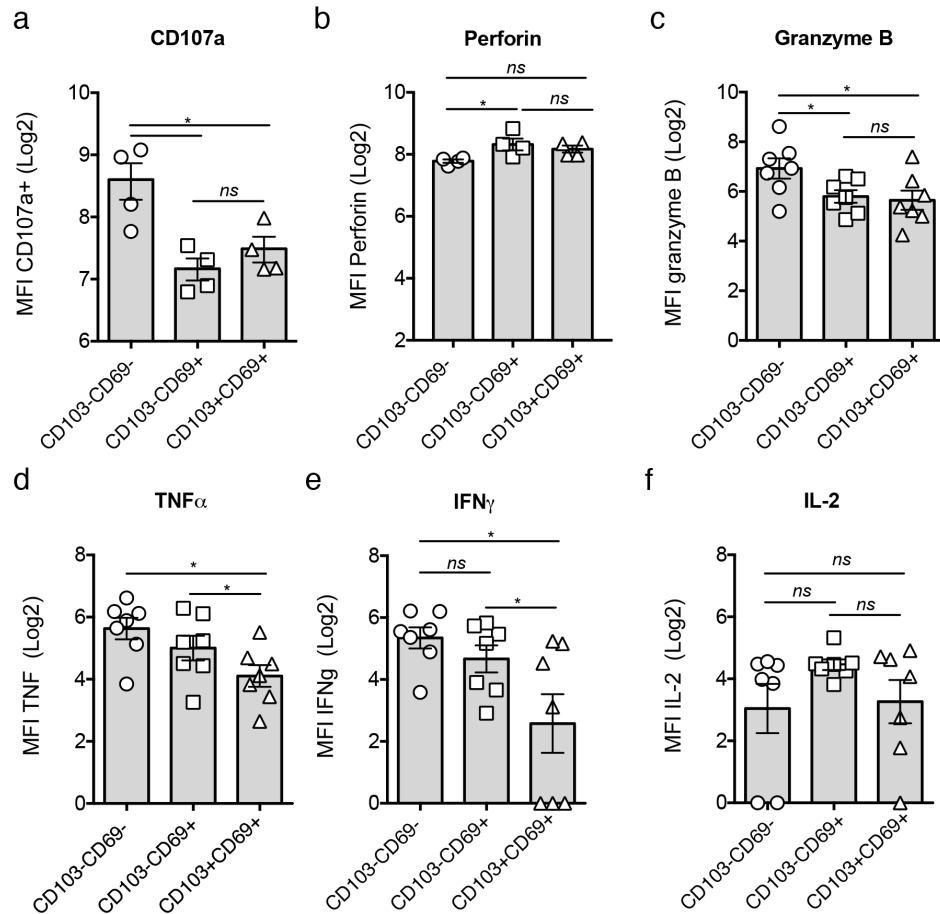 a
CD107a
MFI CD107a+ (Log2)
10
9
8
7
6
*
ns
CD103-CD69-
CD103-CD69+
CD103+CD69+
b
Perforin
MFI Perforin (Log2)
10
8
6
4
2
ns
*
ns
CD103-CD69-
CD103-CD69+
CD103+CD69+
c
Granzyme B
MFI granzyme B (Log2)
10
8
6
4
2
0
*
*
ns
CD103-CD69-
CD103-CD69+
CD103+CD69+
d
TNFα
MFI TNF (Log2)
8
6
4
2
0
*
*
CD103-CD69-
CD103-CD69+
CD103+CD69+
e
IFNγ
MFI IFNg (Log2)
8
6
4
2
0
*
ns
*
CD103-CD69-
CD103-CD69+
CD103+CD69+
f
IL-2
MFI IL-2 (Log2)
8
6
4
2
0
ns
ns
ns
CD103-CD69-
CD103-CD69+
CD103+CD69+